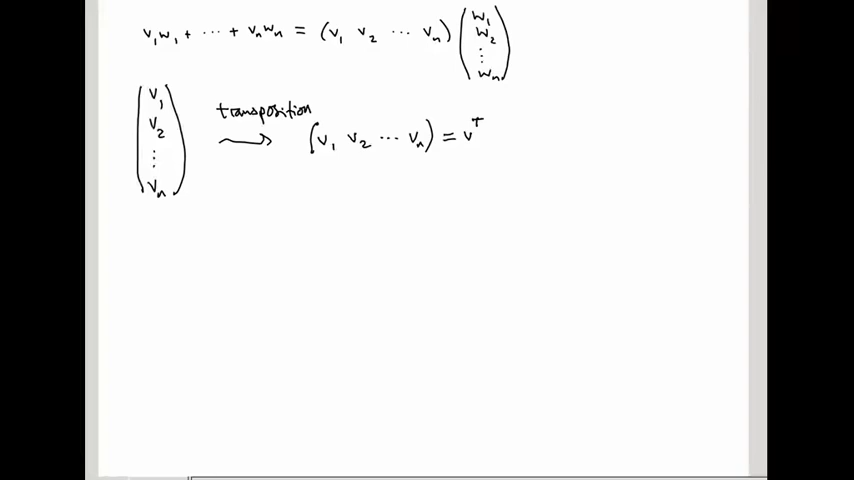 v₁w₁ + ⋯ + vₙwₙ = (v₁ v₂ ⋯ vₙ) (w₁ w₂ ⋮ wₙ)
(v₁ v₂ ⋮ vₙ) transposition ⟶ (v₁ v₂ ⋯ vₙ) = vᵀ